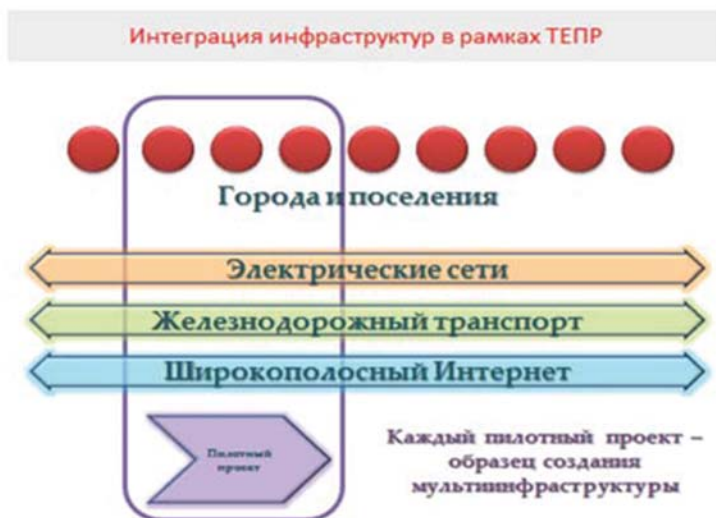 Интеграция инфраструктур в рамках ТЕПР
Города и поселения
Электрические сети
Железнодорожный транспорт
Широкополосный Интернет
Пилотный
проект
Каждый пилотный проект –
образец создания
мультиинфраструктуры